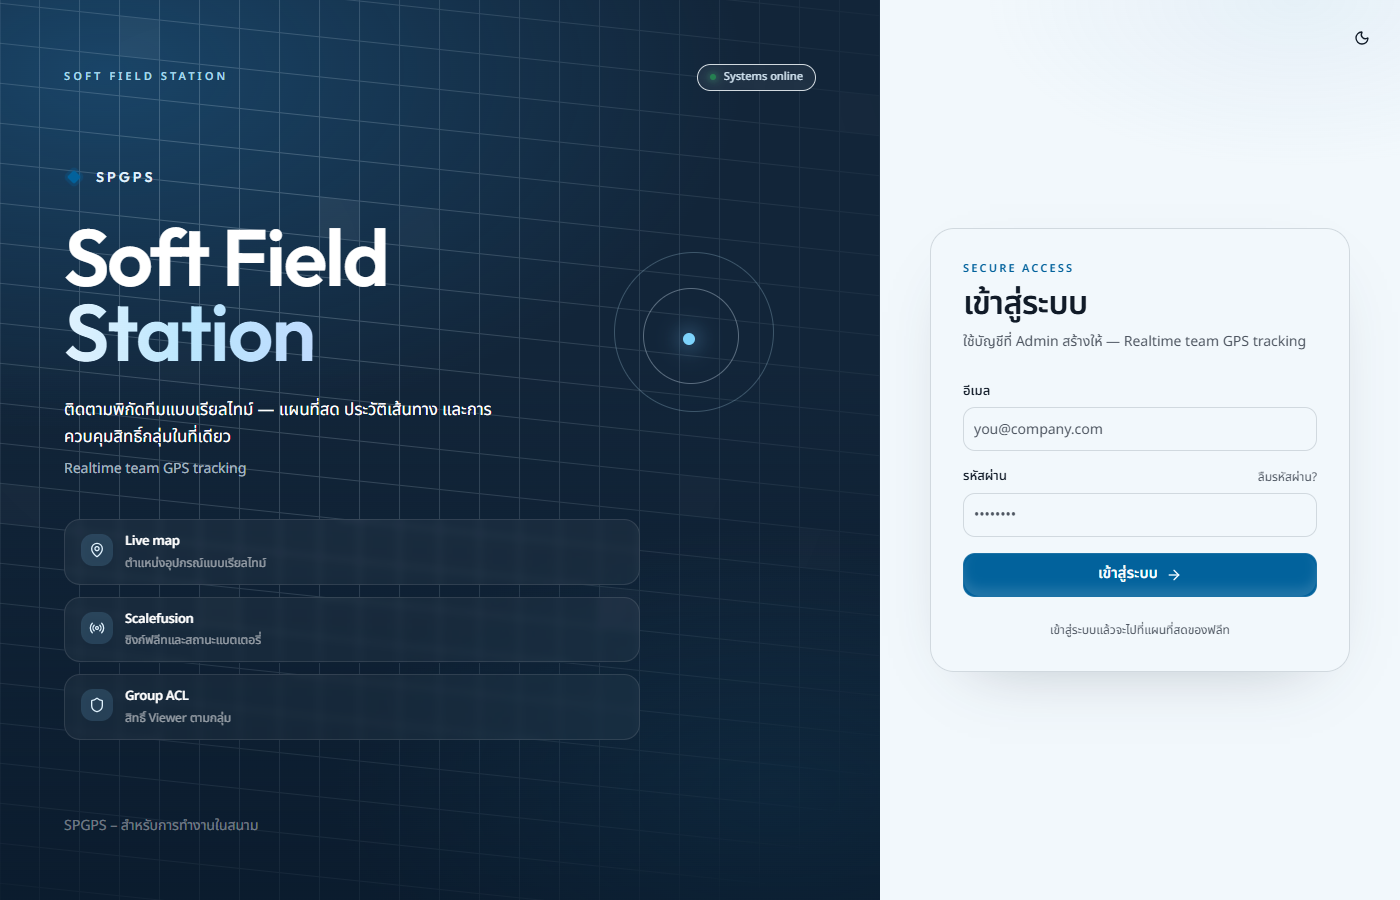 SOFT FIELD STATION
Systems online
SPGPS
Soft Field
Station
ติดตามพิกัดทีมแบบเรียลไทม์ — แผนที่สด ประวัติเส้นทาง และการ
ควบคุมสิทธิ์กลุ่มในที่เดียว
Realtime team GPS tracking
Live map
ตำแหน่งอุปกรณ์แบบเรียลไทม์
Scalefusion
ซิงก์ฟลีทและสถานะแบตเตอรี่
Group ACL
สิทธิ์ Viewer ตามกลุ่ม
SPGPS – สำหรับการทำงานในสนาม
SECURE ACCESS
เข้าสู่ระบบ
ใช้บัญชีที่ Admin สร้างให้ — Realtime team GPS tracking
อีเมล
you@company.com
รหัสผ่าน
ลืมรหัสผ่าน?
••••••••
เข้าสู่ระบบ →
เข้าสู่ระบบแล้วจะไปที่แผนที่สดของฟลีท